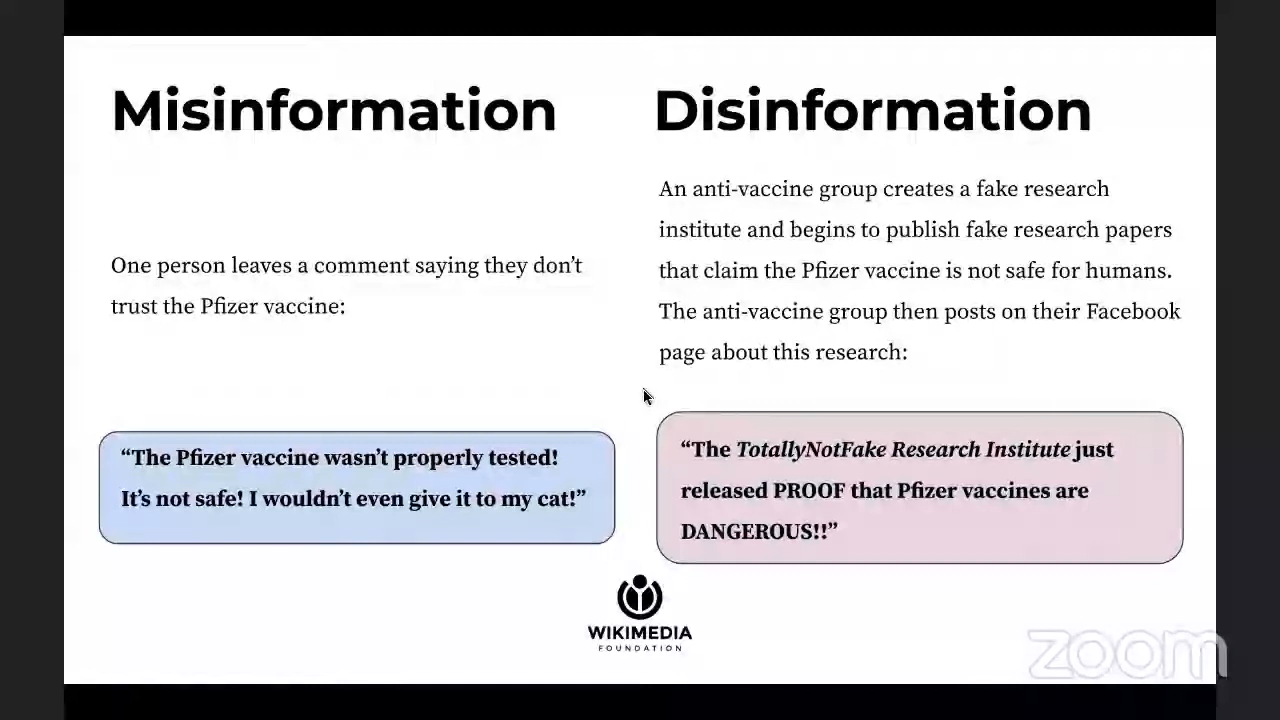 Misinformation
One person leaves a comment saying they don’t
trust the Pfizer vaccine:
“The Pfizer vaccine wasn’t properly tested!
It’s not safe! I wouldn’t even give it to my cat!”
Disinformation
An anti-vaccine group creates a fake research
institute and begins to publish fake research papers
that claim the Pfizer vaccine is not safe for humans.
The anti-vaccine group then posts on their Facebook
page about this research:
“The TotallyNotFake Research Institute just
released PROOF that Pfizer vaccines are
DANGEROUS!!”
WIKIMEDIA
FOUNDATION
zoom